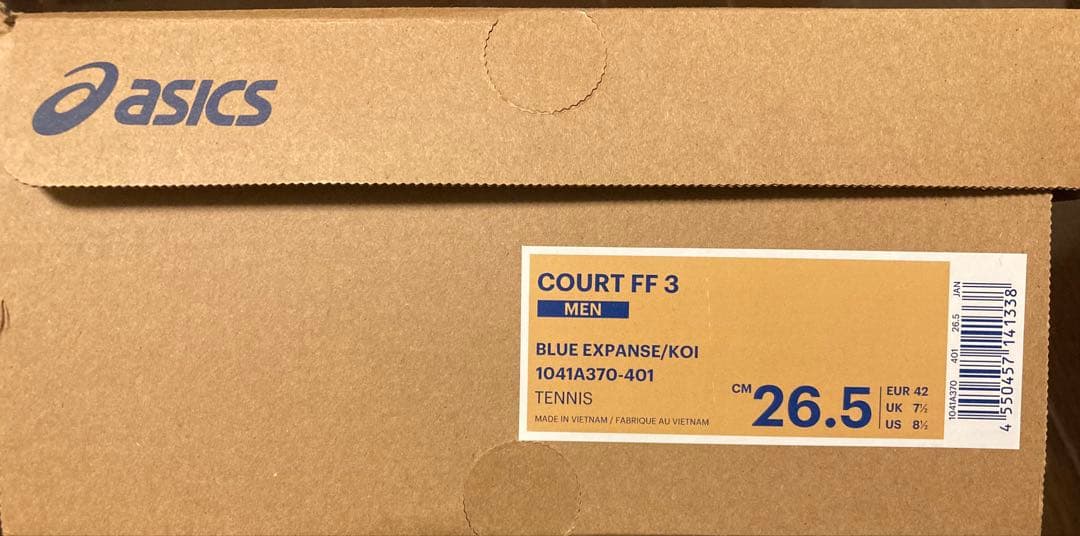 asics
COURT FF 3
MEN
BLUE EXPANSE/KOI
1041A370-401
TENNIS
MADE IN VIETNAM / FABRIQUE AU VIETNAM
CM 26.5
EUR 42
UK 7½
US 8½
1041A370 401 26.5 JAN
4 550457 141338